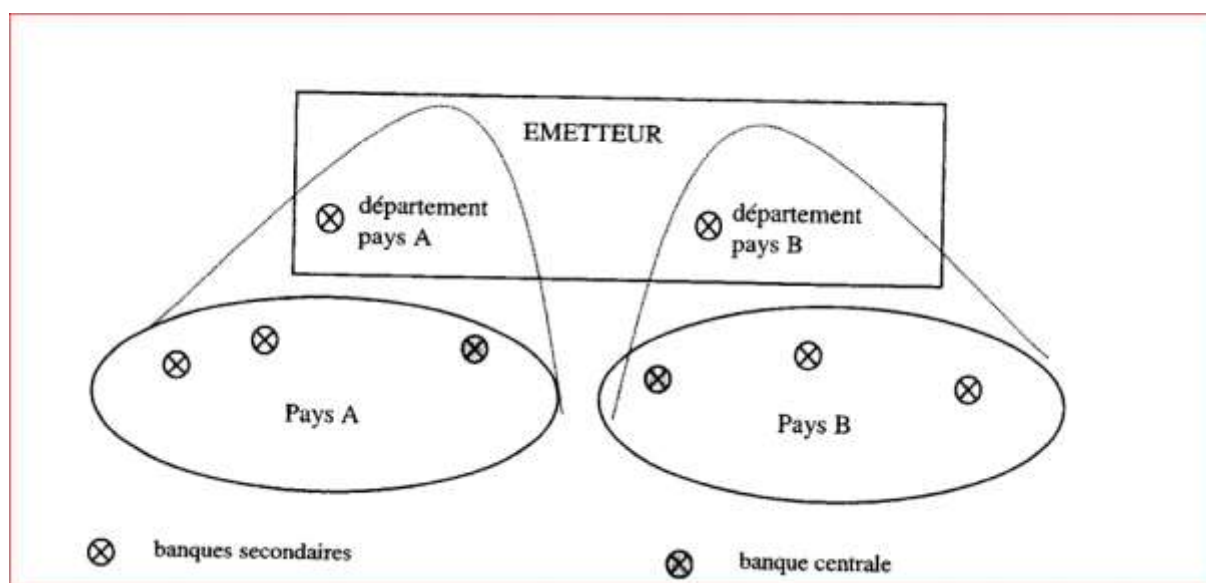 EMETTEUR
département
pays A
département
pays B
Pays A
Pays B
banques secondaires
banque centrale